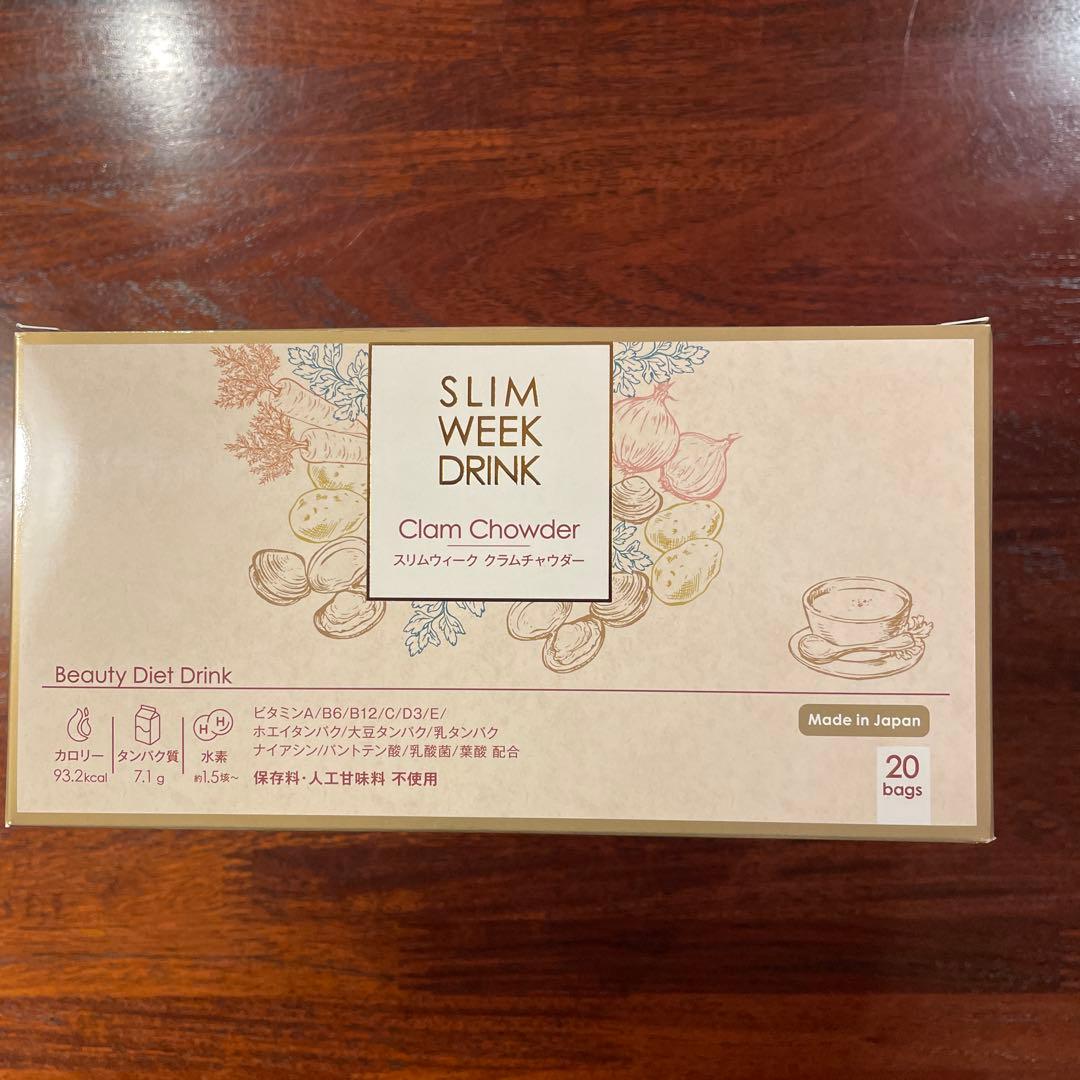 SLIM
WEEK
DRINK
Clam Chowder
スリムウィーク クラムチャウダー
Beauty Diet Drink
カロリー
93.2kcal
タンパク質
7.1g
H H
水素
約1.5垓～
ビタミンA/B6/B12/C/D3/E/
ホエイタンパク/大豆タンパク/乳タンパク
ナイアシン/パントテン酸/乳酸菌/葉酸 配合
保存料・人工甘味料 不使用
Made in Japan
20
bags